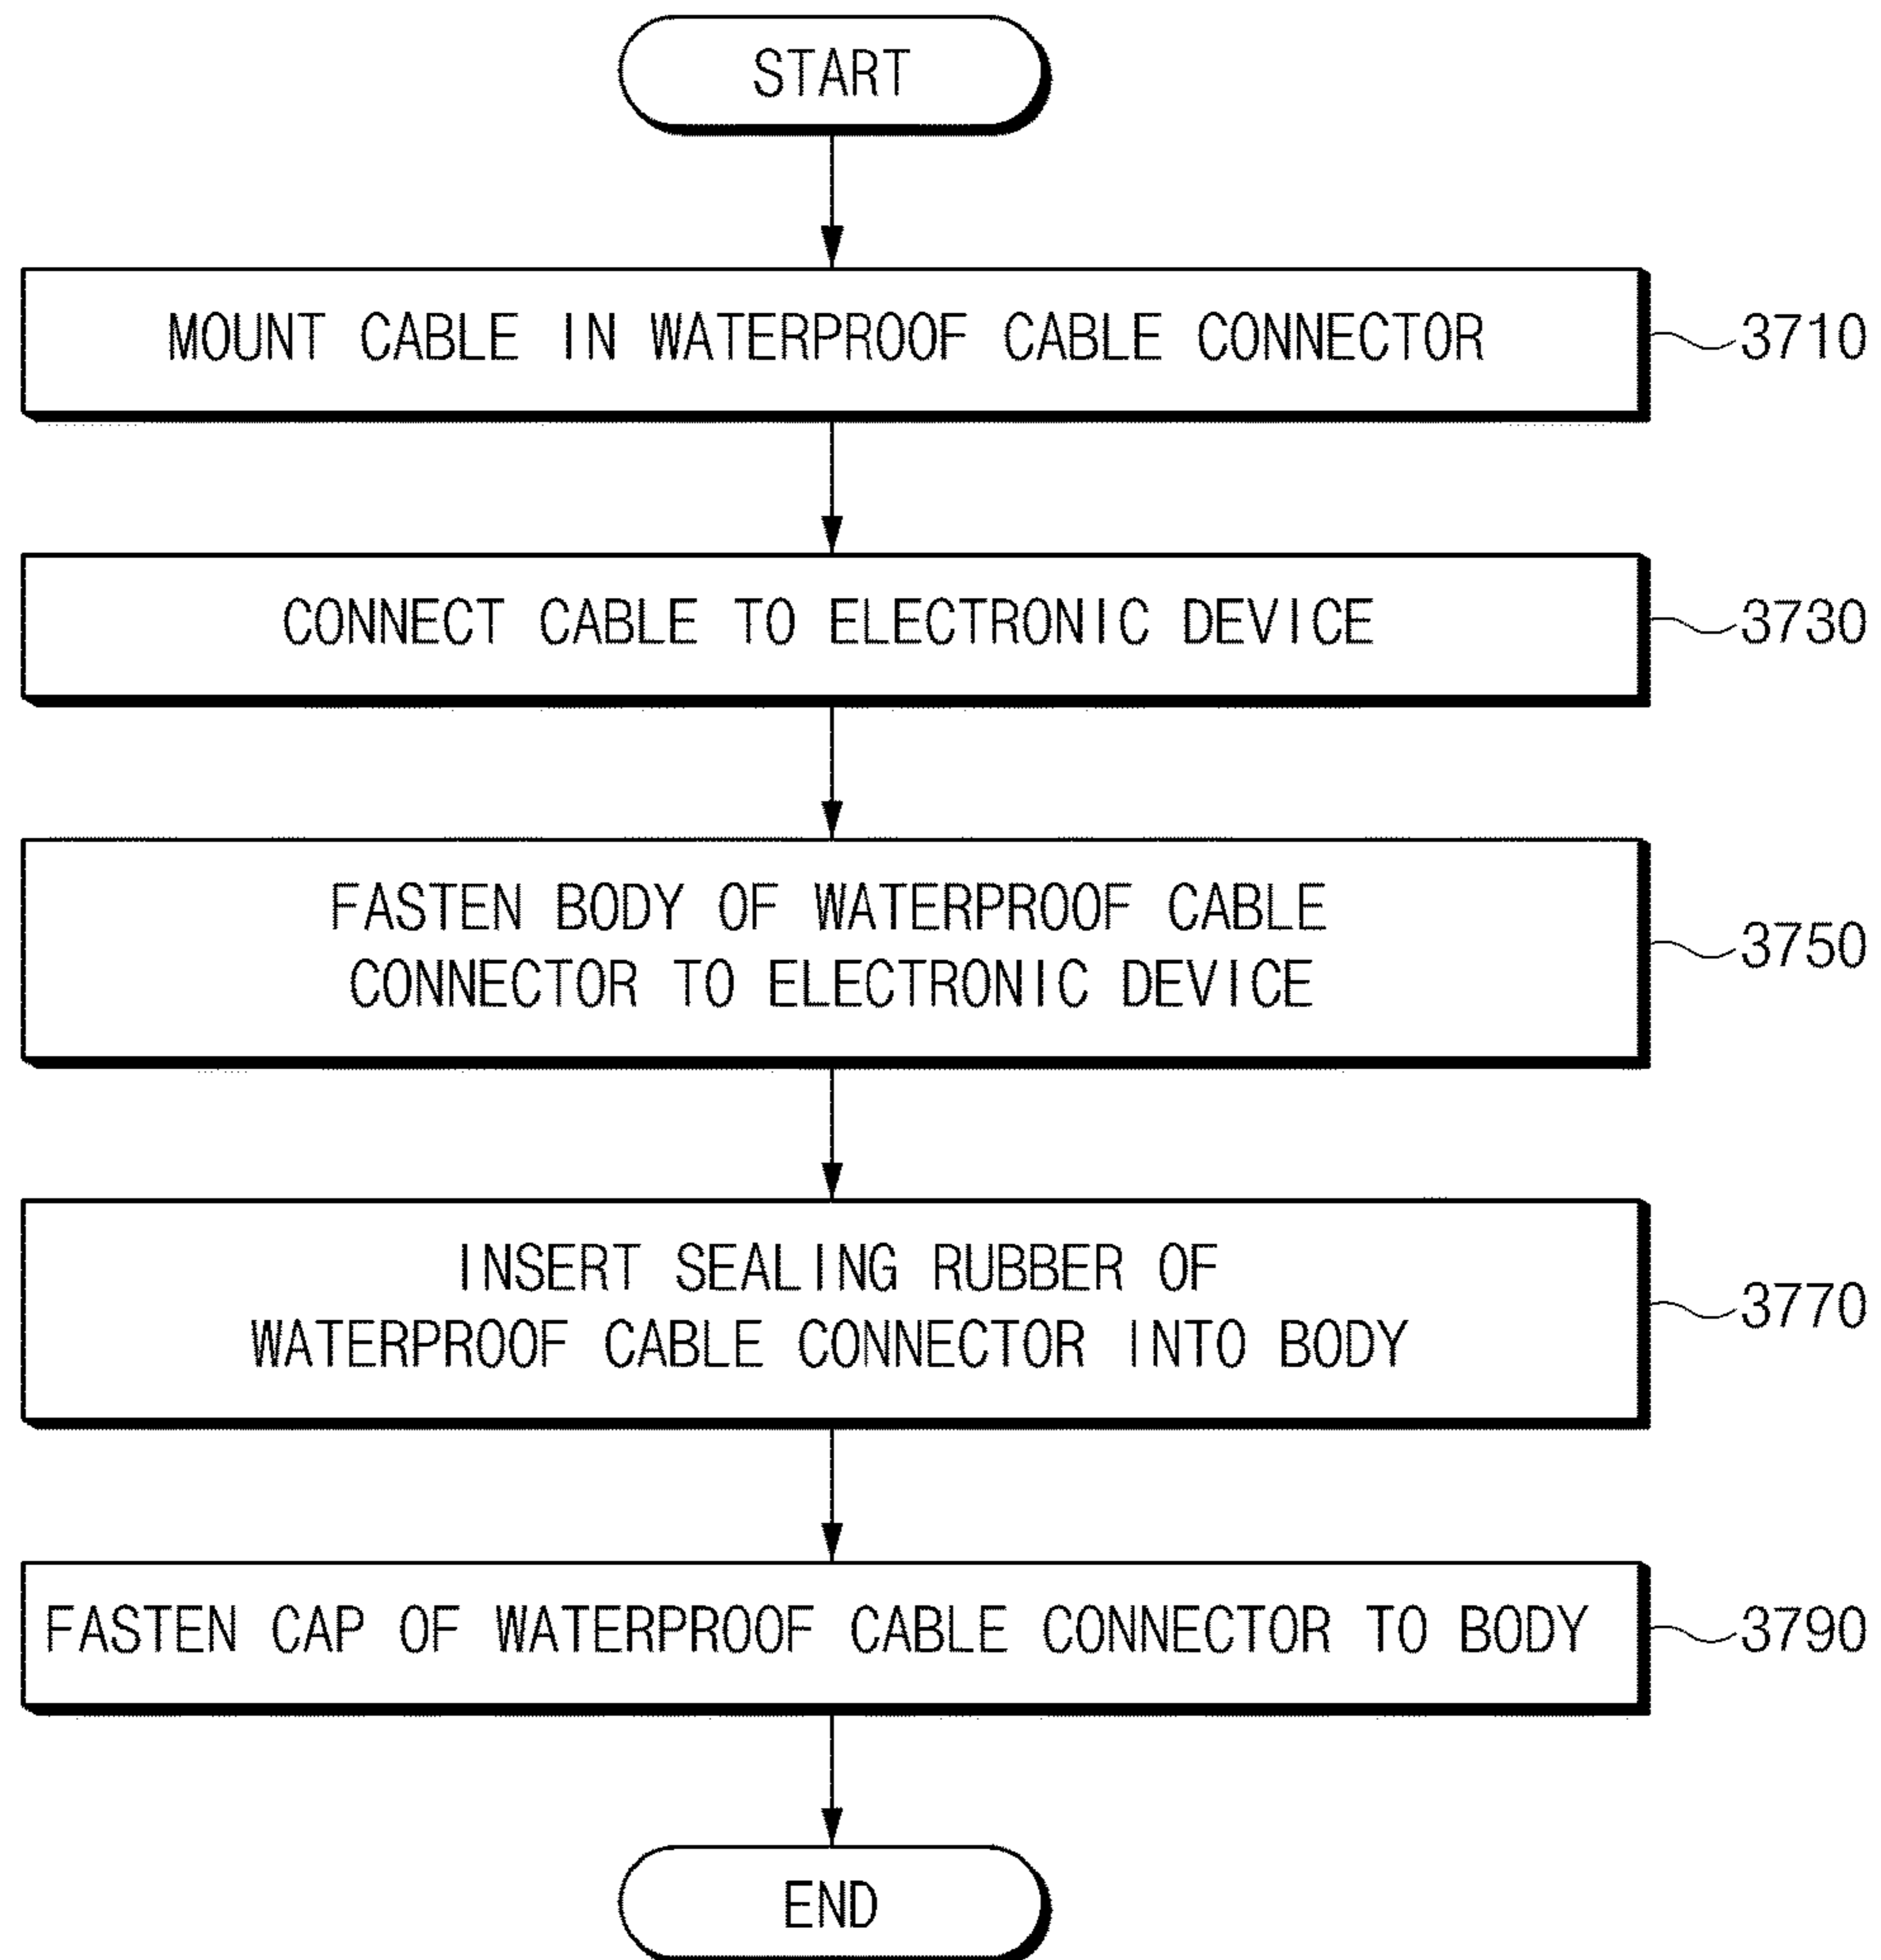 START
MOUNT CABLE IN WATERPROOF CABLE CONNECTOR
3710
CONNECT CABLE TO ELECTRONIC DEVICE
3730
FASTEN BODY OF WATERPROOF CABLE
CONNECTOR TO ELECTRONIC DEVICE
3750
INSERT SEALING RUBBER OF
WATERPROOF CABLE CONNECTOR INTO BODY
3770
FASTEN CAP OF WATERPROOF CABLE CONNECTOR TO BODY
3790
END